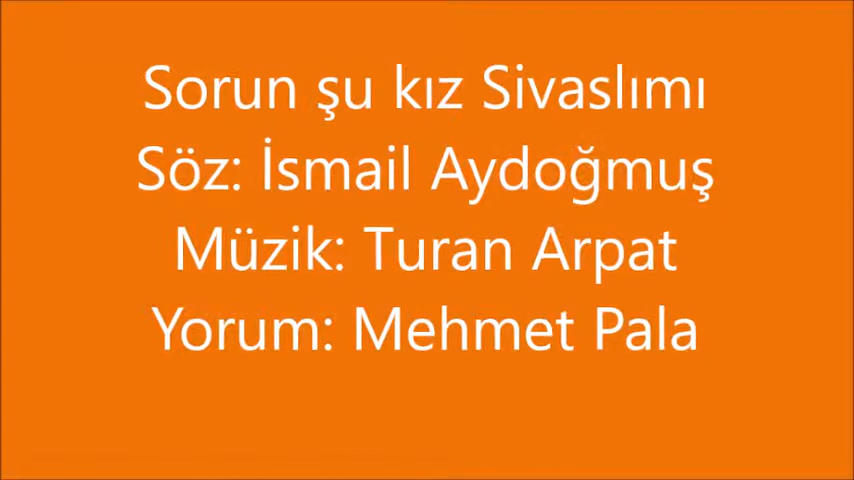 Sorun şu kız Sivaslımı
Söz: İsmail Aydoğmuş
Müzik: Turan Arpat
Yorum: Mehmet Pala